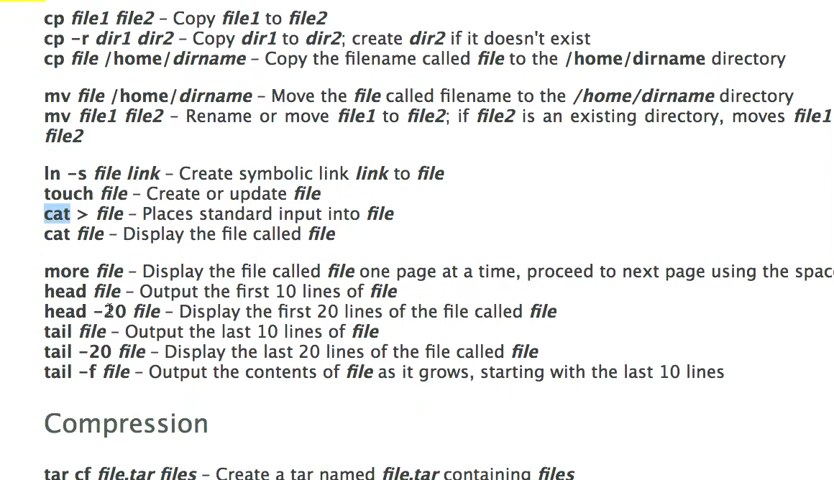 cp file1 file2 – Copy file1 to file2
cp –r dir1 dir2 – Copy dir1 to dir2; create dir2 if it doesn't exist
cp file /home/dirname – Copy the filename called file to the /home/dirname directory
mv file /home/dirname – Move the file called filename to the /home/dirname directory
mv file1 file2 – Rename or move file1 to file2; if file2 is an existing directory, moves file1
file2
ln –s file link – Create symbolic link link to file
touch file – Create or update file
cat > file – Places standard input into file
cat file – Display the file called file
more file – Display the file called file one page at a time, proceed to next page using the spac
head file – Output the first 10 lines of file
head –20 file – Display the first 20 lines of the file called file
tail file – Output the last 10 lines of file
tail –20 file – Display the last 20 lines of the file called file
tail –f file – Output the contents of file as it grows, starting with the last 10 lines
Compression
tar cf file.tar files – Create a tar named file.tar containing files